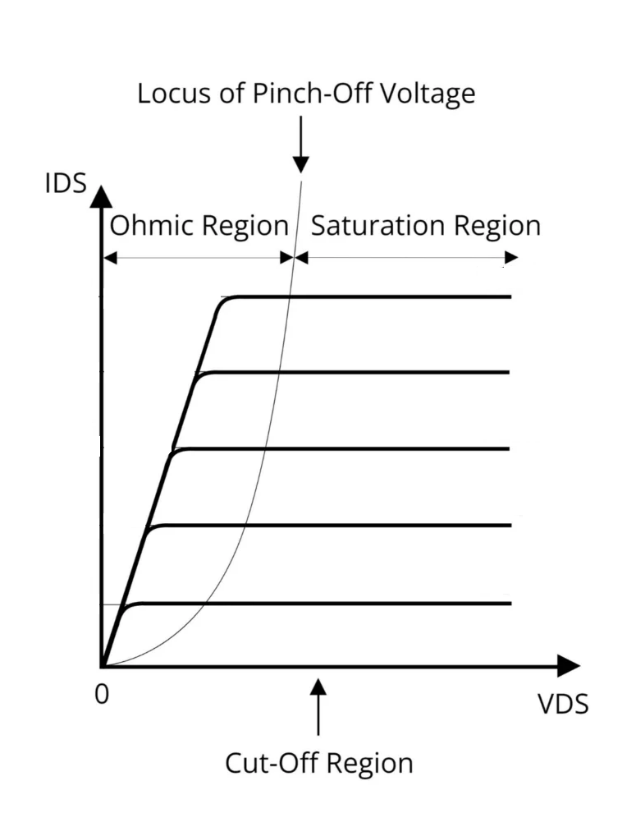 Locus of Pinch-Off Voltage
IDS
Ohmic Region
Saturation Region
0
VDS
Cut-Off Region